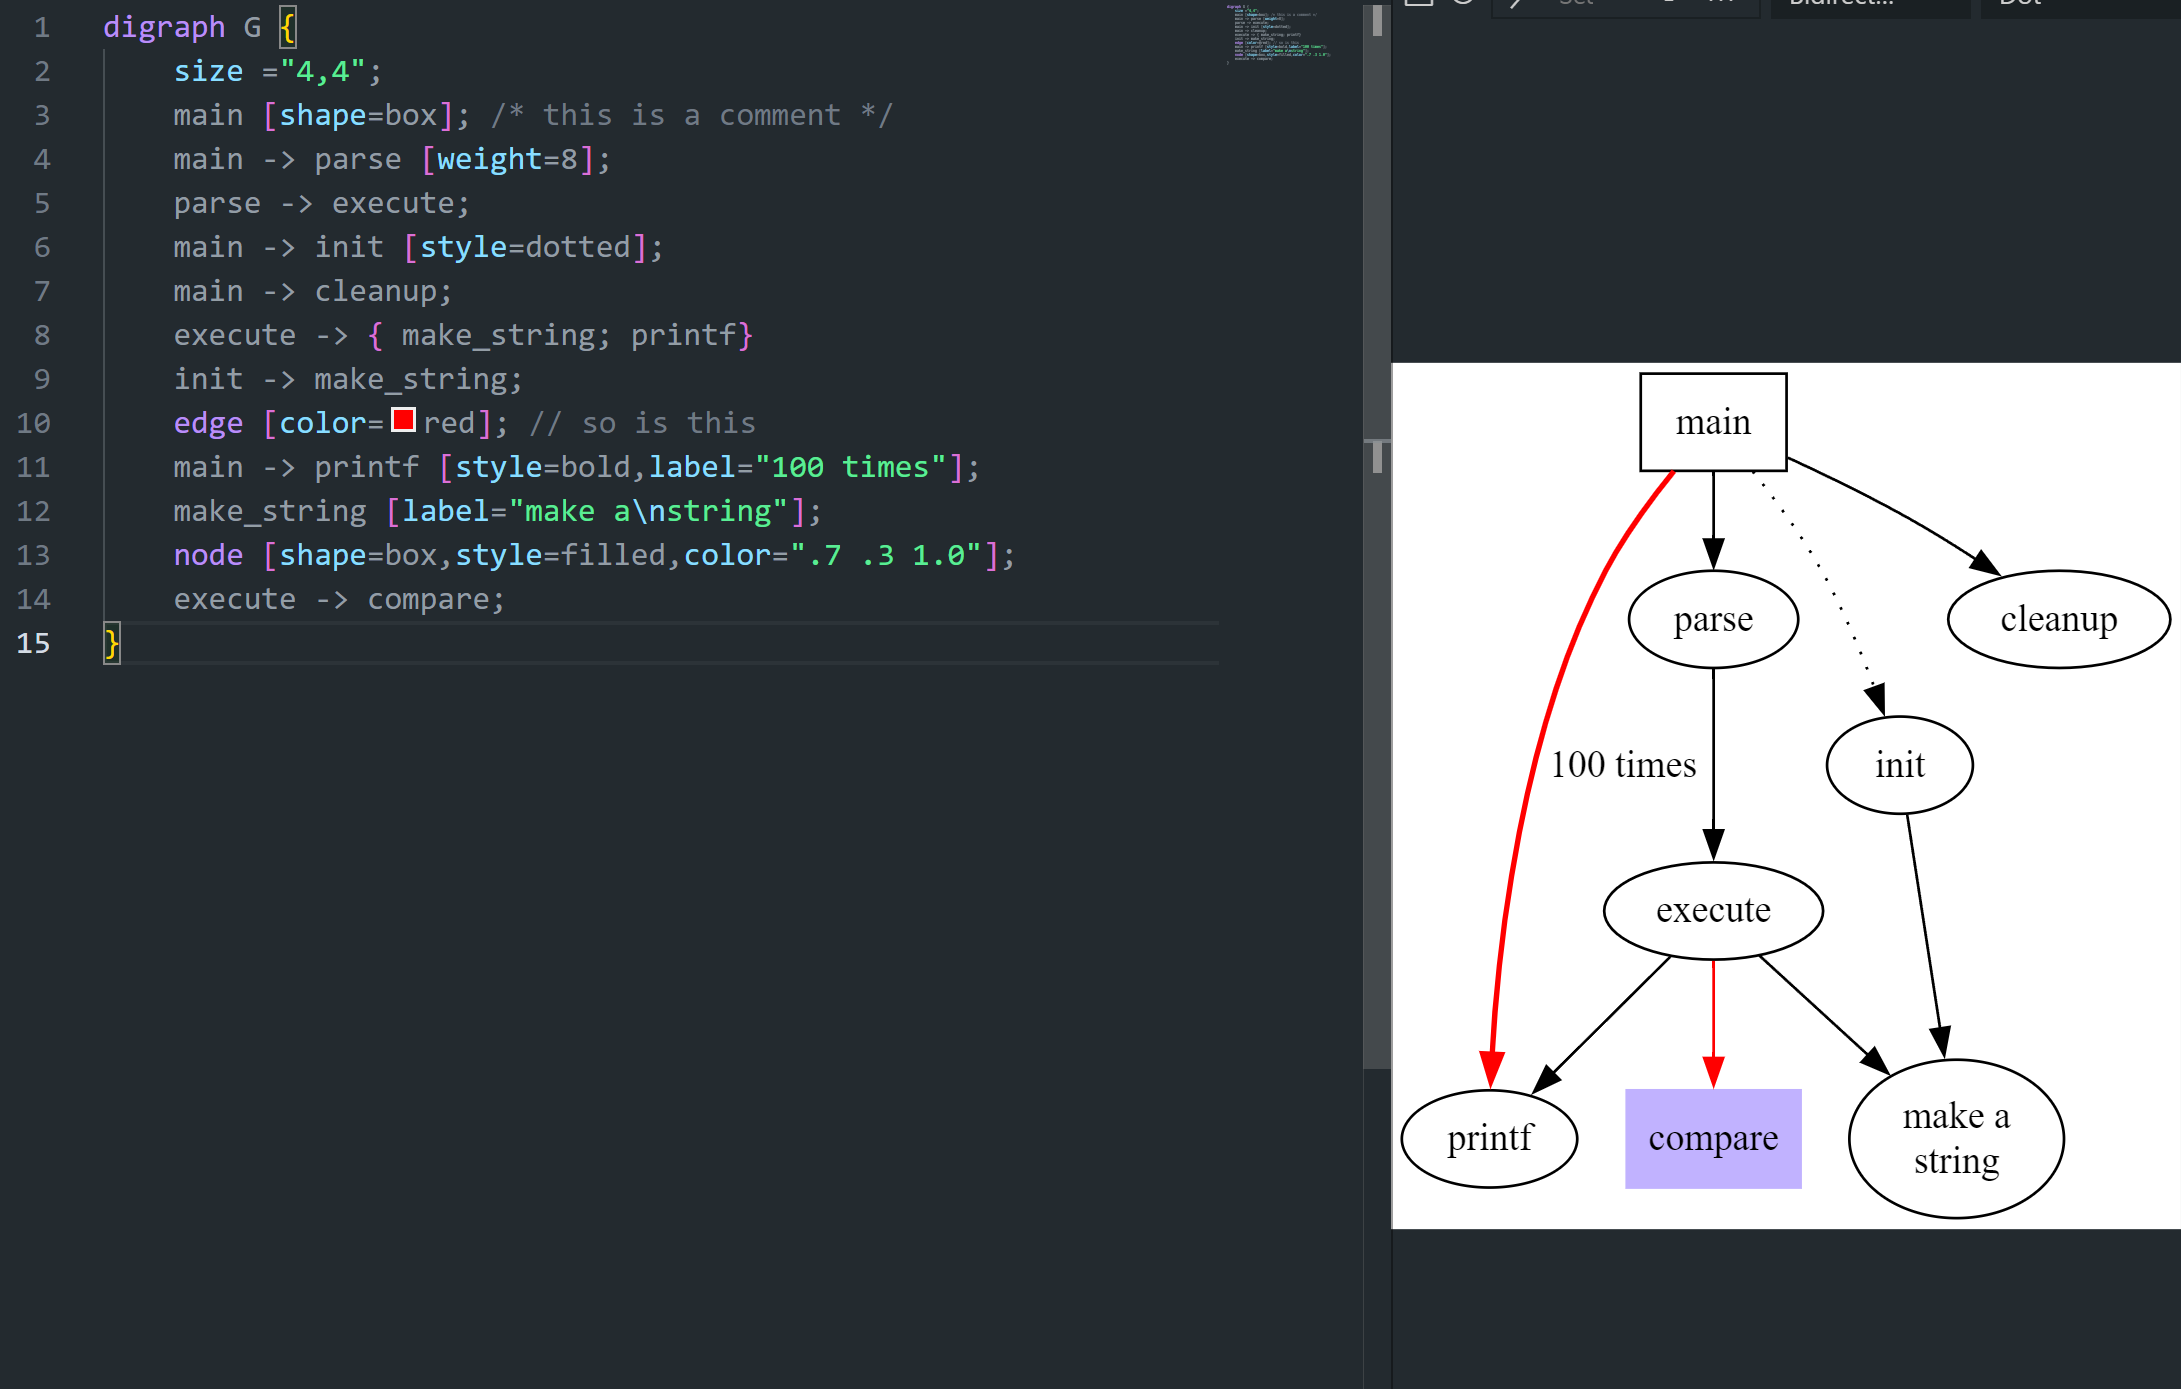 Set
Bidirect...
Dot
1 digraph G {
2 size ="4,4";
3 main [shape=box]; /* this is a comment */
4 main -> parse [weight=8];
5 parse -> execute;
6 main -> init [style=dotted];
7 main -> cleanup;
8 execute -> { make_string; printf}
9 init -> make_string;
10 edge [color=red]; // so is this
11 main -> printf [style=bold,label="100 times"];
12 make_string [label="make a\nstring"];
13 node [shape=box,style=filled,color=".7 .3 1.0"];
14 execute -> compare;
15 }
main
parse
cleanup
100 times
init
execute
printf
compare
make a
string